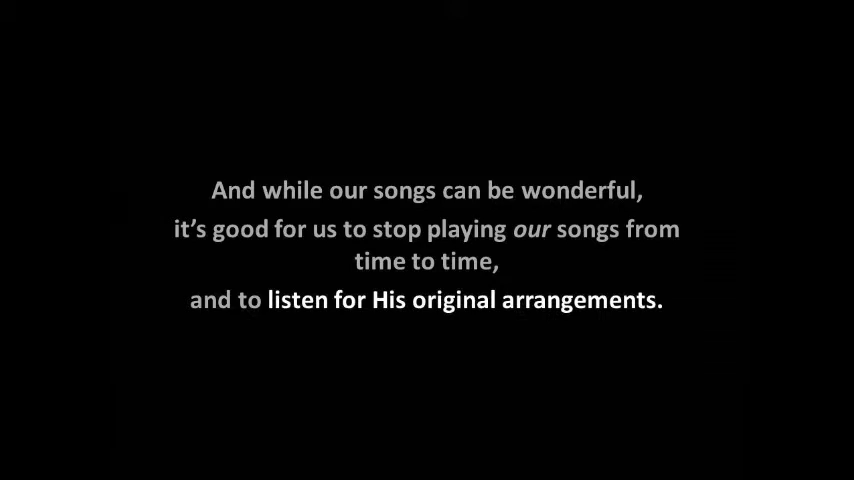 And while our songs can be wonderful,
it’s good for us to stop playing our songs from
time to time,
and to listen for His original arrangements.